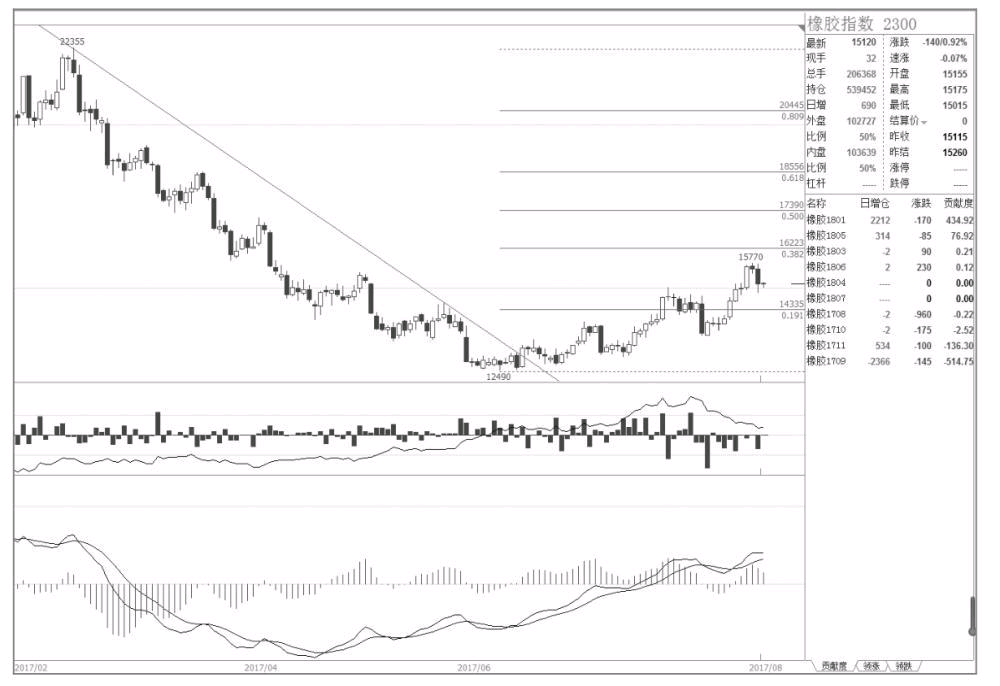 橡胶指数 2300
22355
20445
0.809
18556
0.618
17390
0.500
16223
0.382
15770
14335
0.191
12490
最新 15120 涨跌 -140/0.92%
现手 32 速涨 -0.07%
总手 206368 开盘 15155
持仓 539452 最高 15175
日增 690 最低 15015
外盘 102727 结算价 0
比例 50% 昨收 15115
内盘 103639 昨结 15260
比例 50% 涨停 -----
杠杆 ----- 跌停 -----
名称 日增仓 涨跌 贡献度
橡胶1801 2212 -170 434.92
橡胶1805 314 -85 76.92
橡胶1803 -2 90 0.21
橡胶1806 2 230 0.12
橡胶1804 ---- 0 0.00
橡胶1807 ---- 0 0.00
橡胶1708 -2 -960 -0.22
橡胶1710 -2 -175 -2.52
橡胶1711 534 -100 -136.30
橡胶1709 -2366 -145 -514.75
2017/02 2017/04 2017/06 2017/08
贡献度 领涨 领跌